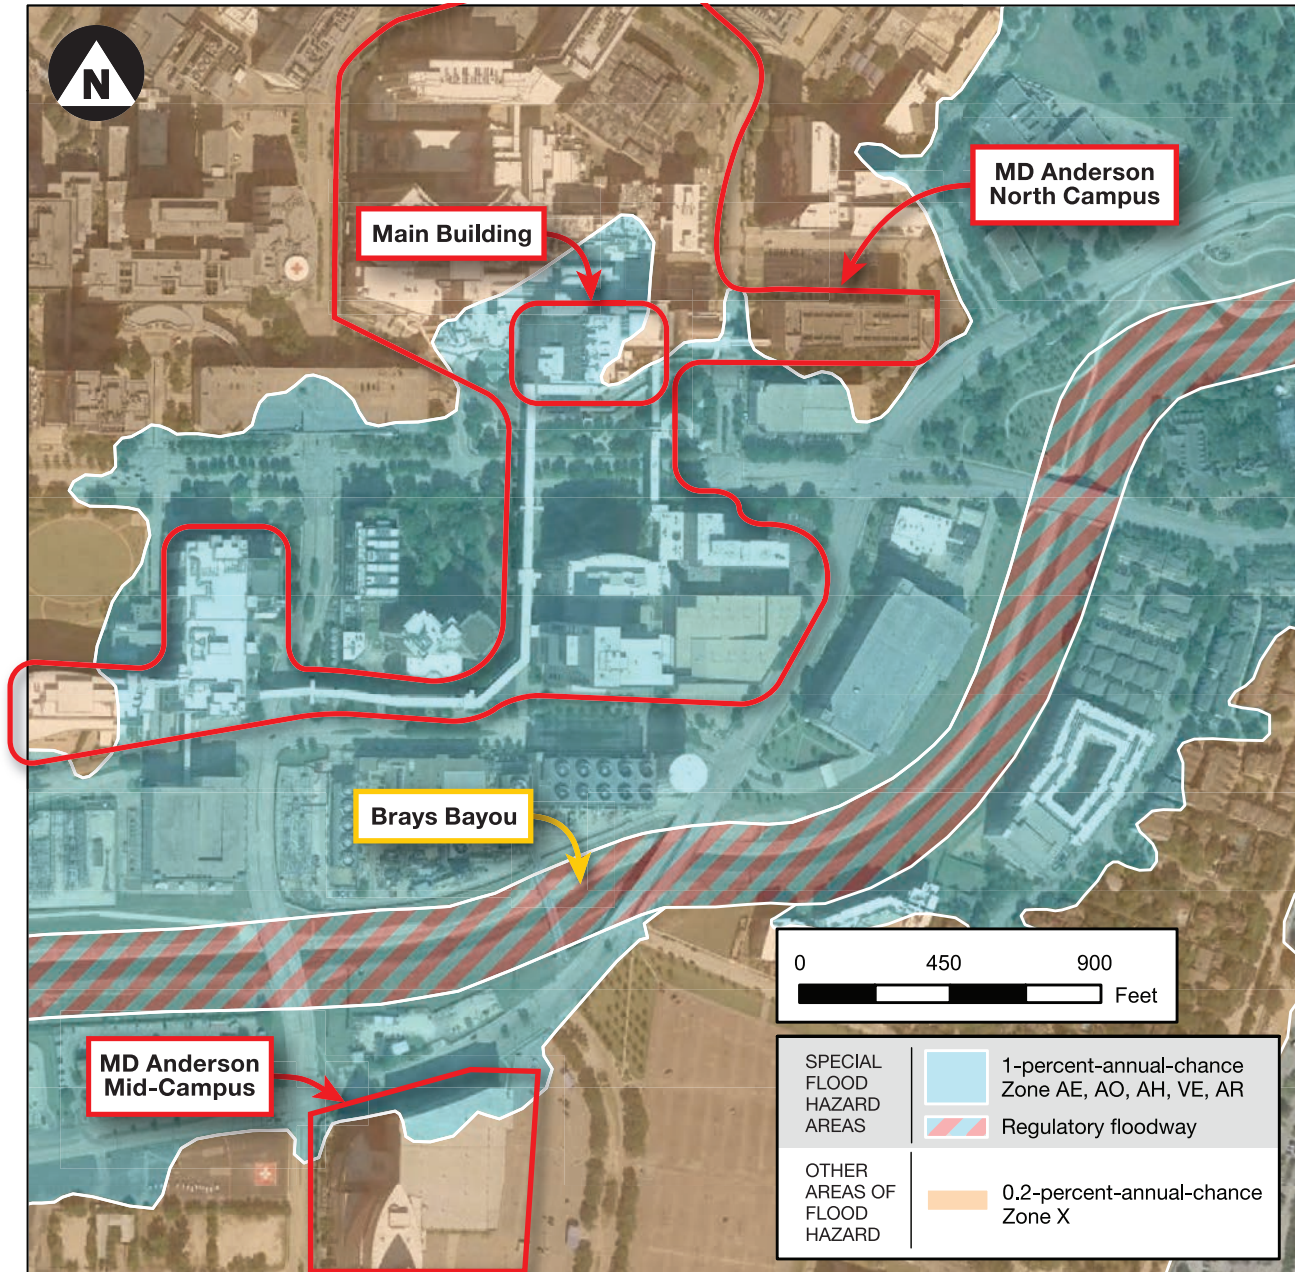 N
MD Anderson
North Campus
Main Building
Brays Bayou
MD Anderson
Mid-Campus
0 450 900
Feet
SPECIAL
FLOOD
HAZARD
AREAS
1-percent-annual-chance
Zone AE, AO, AH, VE, AR
Regulatory floodway
OTHER
AREAS OF
FLOOD
HAZARD
0.2-percent-annual-chance
Zone X